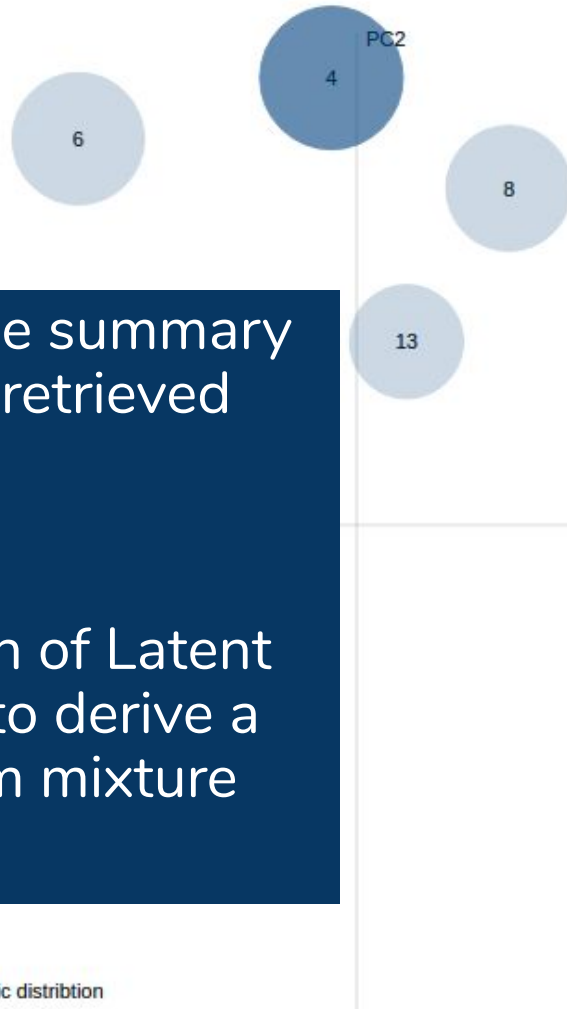 PC2
4
6
8
e summary
retrieved
13
of Latent
to derive a
mixture
distribtion